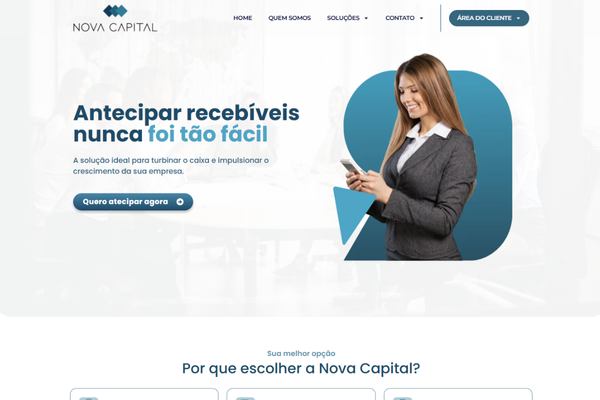 NOVA CAPITAL
HOME
QUEM SOMOS
SOLUÇÕES
CONTATO
ÁREA DO CLIENTE
Antecipar recebíveis
nunca foi tão fácil
A solução ideal para turbinar o caixa e impulsionar o
crescimento da sua empresa.
Quero atecipar agora
Sua melhor opção
Por que escolher a Nova Capital?